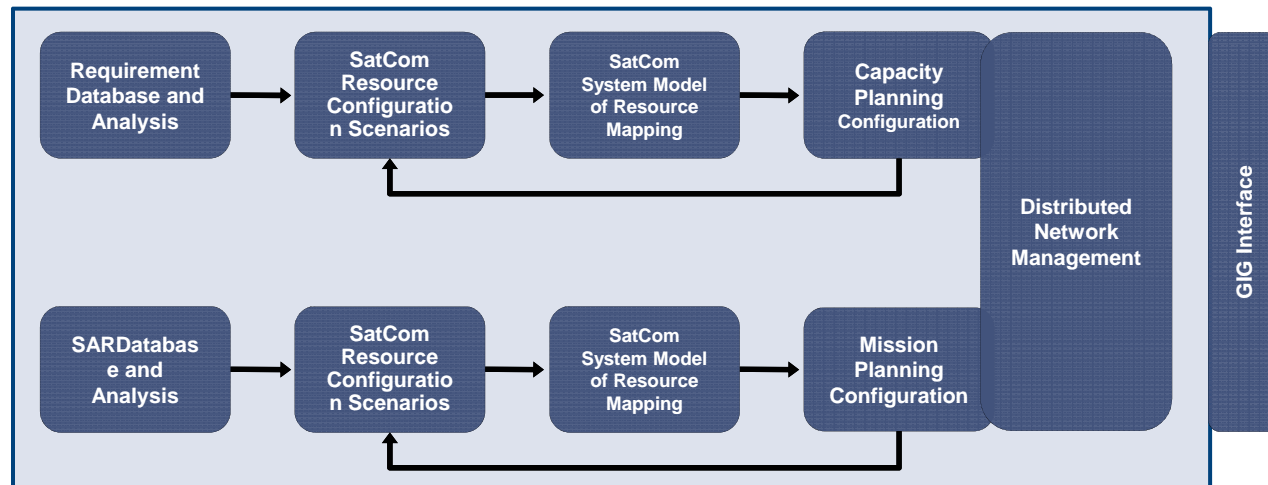 Requirement
Database and
Analysis
SatCom
Resource
Configuratio
n Scenarios
SatCom
System Model
of Resource
Mapping
Capacity
Planning
Configuration
Distributed
Network
Management
GIG Interface
SARDatabas
e and
Analysis
SatCom
Resource
Configuratio
n Scenarios
SatCom
System Model
of Resource
Mapping
Mission
Planning
Configuration